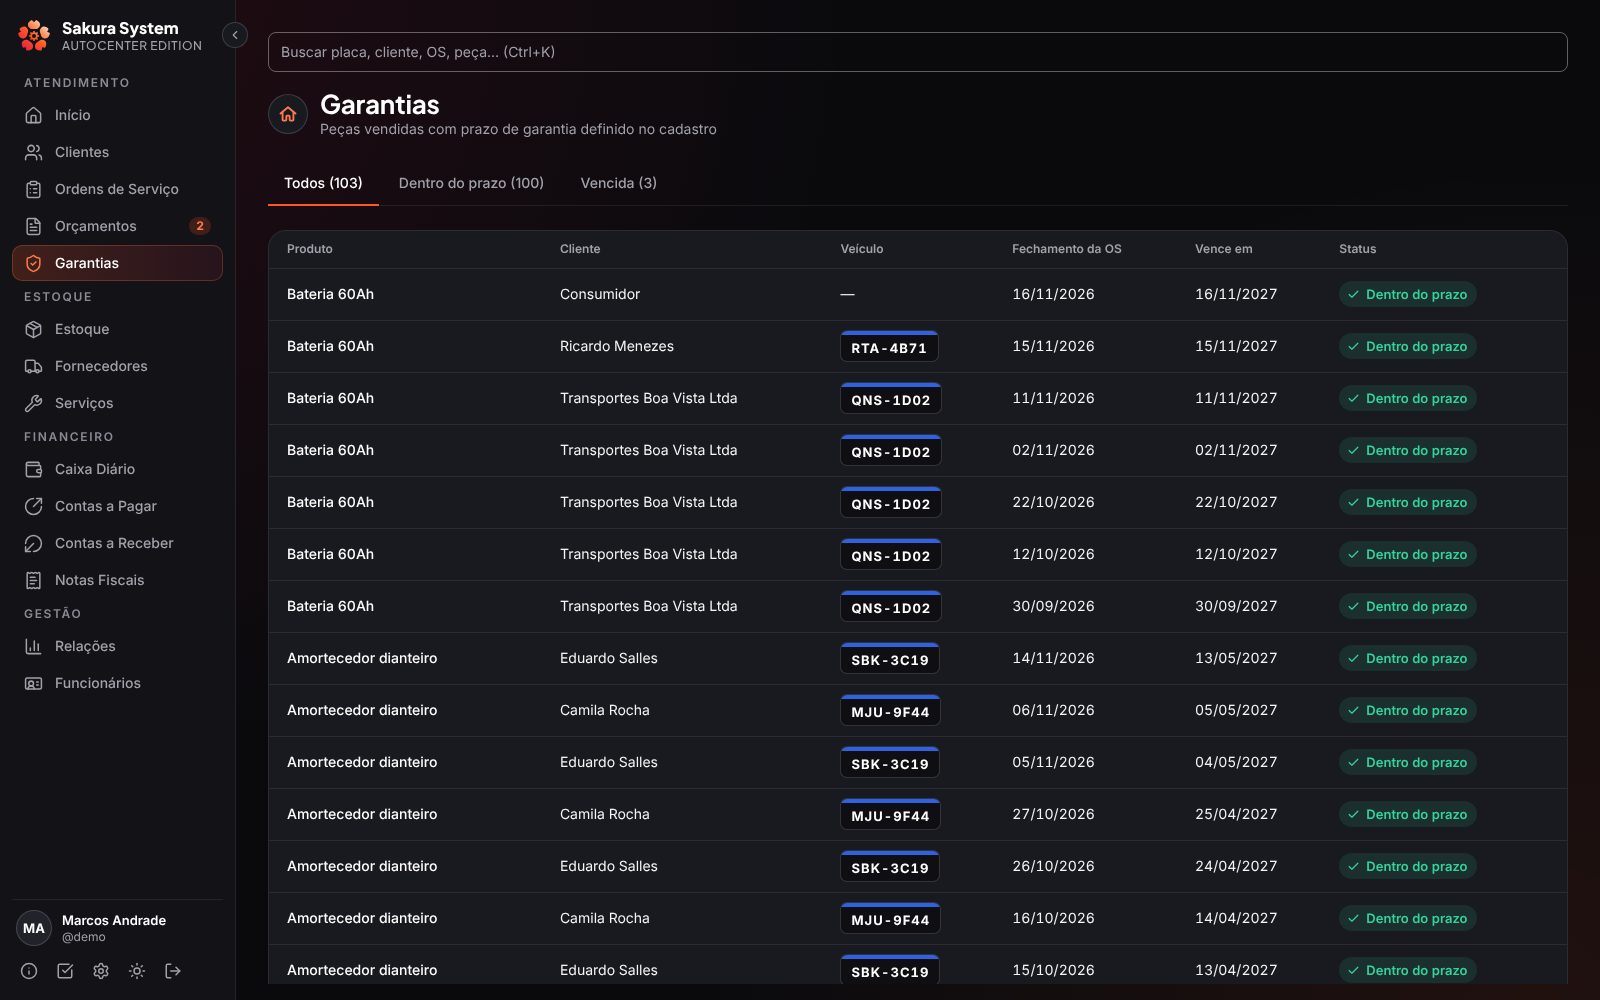 Sakura System
AUTOCENTER EDITION
ATENDIMENTO
Início
Clientes
Ordens de Serviço
Orçamentos 2
Garantias
ESTOQUE
Estoque
Fornecedores
Serviços
FINANCEIRO
Caixa Diário
Contas a Pagar
Contas a Receber
Notas Fiscais
GESTÃO
Relações
Funcionários
MA
Marcos Andrade
@demo
Buscar placa, cliente, OS, peça... (Ctrl+K)
Garantias
Peças vendidas com prazo de garantia definido no cadastro
Todos (103) Dentro do prazo (100) Vencida (3)
Produto Cliente Veículo Fechamento da OS Vence em Status
Bateria 60Ah Consumidor — 16/11/2026 16/11/2027 Dentro do prazo
Bateria 60Ah Ricardo Menezes RTA-4B71 15/11/2026 15/11/2027 Dentro do prazo
Bateria 60Ah Transportes Boa Vista Ltda QNS-1D02 11/11/2026 11/11/2027 Dentro do prazo
Bateria 60Ah Transportes Boa Vista Ltda QNS-1D02 02/11/2026 02/11/2027 Dentro do prazo
Bateria 60Ah Transportes Boa Vista Ltda QNS-1D02 22/10/2026 22/10/2027 Dentro do prazo
Bateria 60Ah Transportes Boa Vista Ltda QNS-1D02 12/10/2026 12/10/2027 Dentro do prazo
Bateria 60Ah Transportes Boa Vista Ltda QNS-1D02 30/09/2026 30/09/2027 Dentro do prazo
Amortecedor dianteiro Eduardo Salles SBK-3C19 14/11/2026 13/05/2027 Dentro do prazo
Amortecedor dianteiro Camila Rocha MJU-9F44 06/11/2026 05/05/2027 Dentro do prazo
Amortecedor dianteiro Eduardo Salles SBK-3C19 05/11/2026 04/05/2027 Dentro do prazo
Amortecedor dianteiro Camila Rocha MJU-9F44 27/10/2026 25/04/2027 Dentro do prazo
Amortecedor dianteiro Eduardo Salles SBK-3C19 26/10/2026 24/04/2027 Dentro do prazo
Amortecedor dianteiro Camila Rocha MJU-9F44 16/10/2026 14/04/2027 Dentro do prazo
Amortecedor dianteiro Eduardo Salles SBK-3C19 15/10/2026 13/04/2027 Dentro do prazo